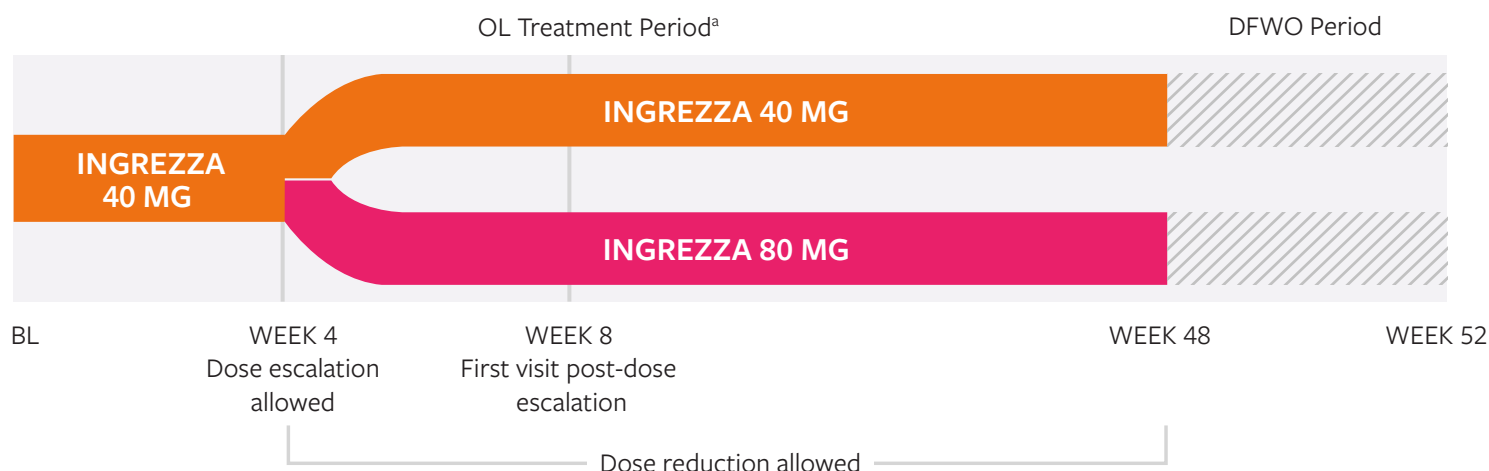 OL Treatment Periodᵃ
DFWO Period
INGREZZA
40 MG
INGREZZA 40 MG
INGREZZA 80 MG
BL
WEEK 4
Dose escalation
allowed
WEEK 8
First visit post-dose
escalation
WEEK 48
WEEK 52
Dose reduction allowed